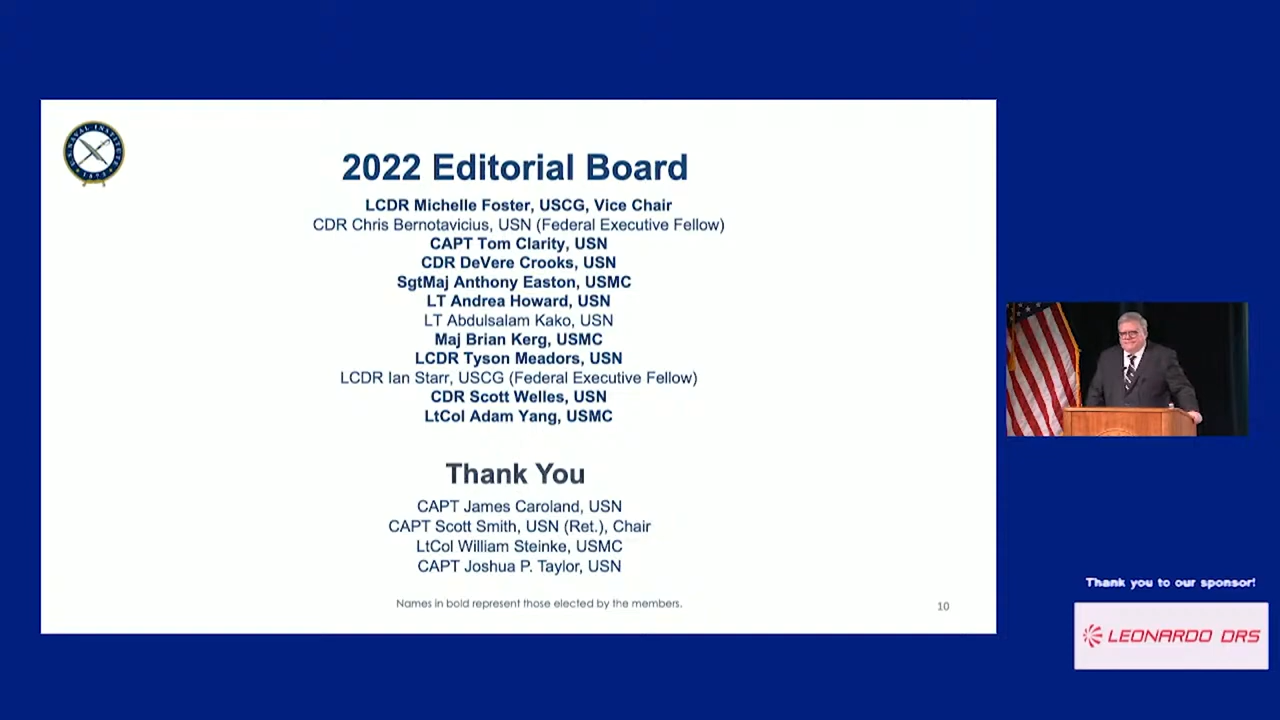 U.S. NAVAL INSTITUTE
1873
2022 Editorial Board
LCDR Michelle Foster, USCG, Vice Chair
CDR Chris Bernotavicius, USN (Federal Executive Fellow)
CAPT Tom Clarity, USN
CDR DeVere Crooks, USN
SgtMaj Anthony Easton, USMC
LT Andrea Howard, USN
LT Abdulsalam Kako, USN
Maj Brian Kerg, USMC
LCDR Tyson Meadors, USN
LCDR Ian Starr, USCG (Federal Executive Fellow)
CDR Scott Welles, USN
LtCol Adam Yang, USMC
Thank You
CAPT James Caroland, USN
CAPT Scott Smith, USN (Ret.), Chair
LtCol William Steinke, USMC
CAPT Joshua P. Taylor, USN
Names in bold represent those elected by the members.
10
Thank you to our sponsor!
LEONARDO DRS